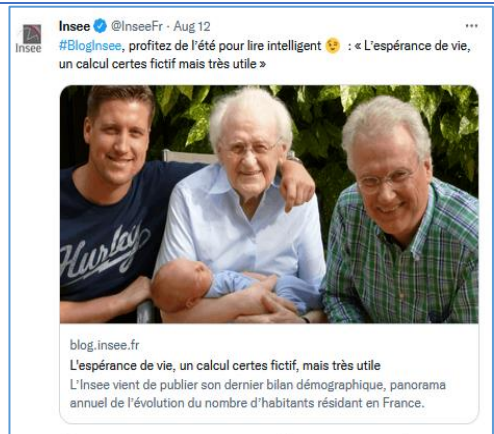 Insee @InseeFr · Aug 12
...
Insee
#BlogInsee, profitez de l'été pour lire intelligent 😉 : « L'espérance de vie,
un calcul certes fictif mais très utile »
Hurley
blog.insee.fr
L'espérance de vie, un calcul certes fictif, mais très utile
L'Insee vient de publier son dernier bilan démographique, panorama
annuel de l'évolution du nombre d'habitants résidant en France.